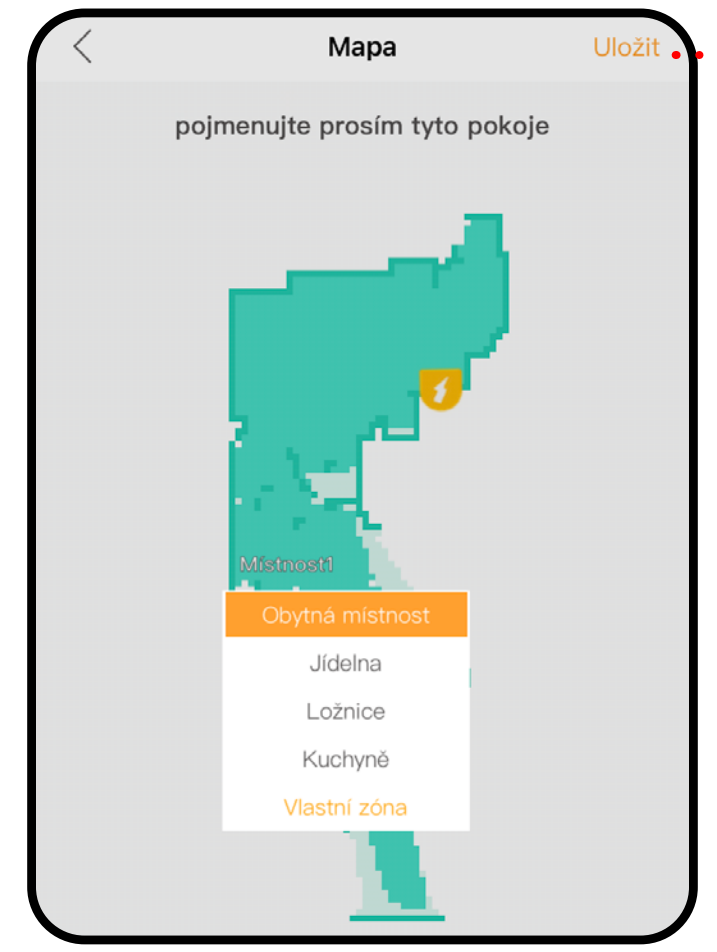 Mapa
Uložit
pojmenujte prosím tyto pokoje
Místnost1
Obytná místnost
Jídelna
Ložnice
Kuchyně
Vlastní zóna